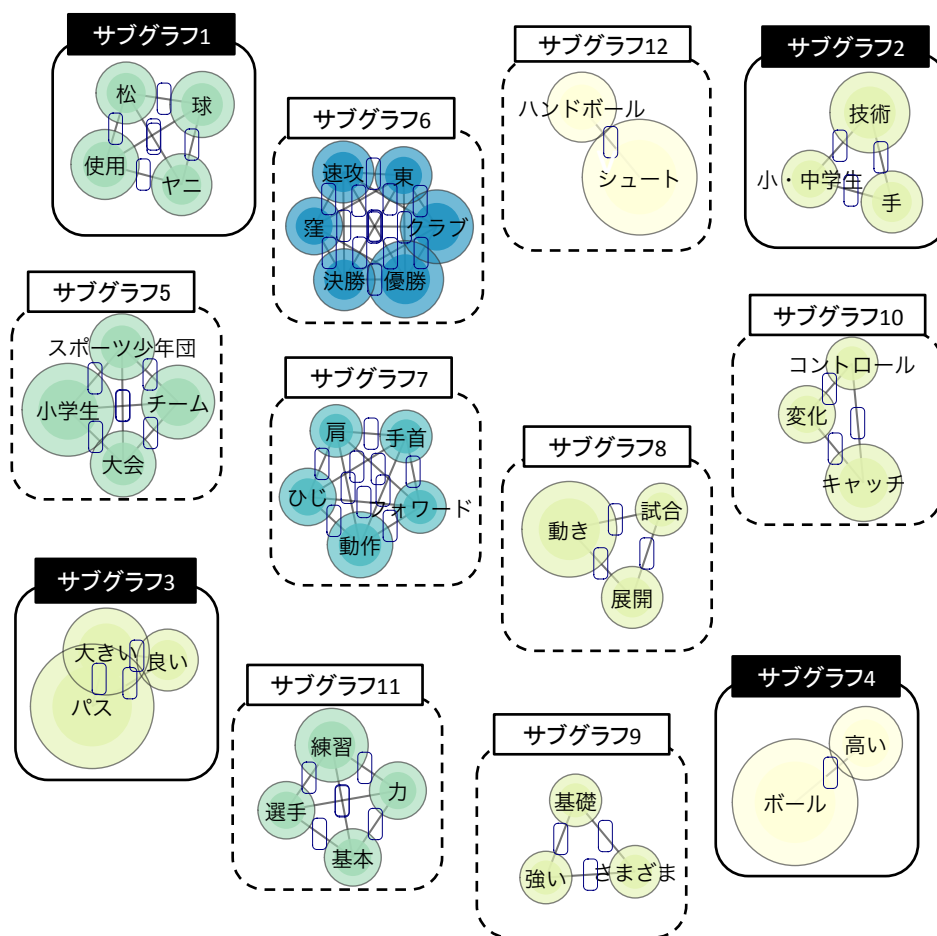 サブグラフ1
松
球
使用
ヤニ
サブグラフ6
速攻
東
窪
クラブ
決勝
優勝
サブグラフ12
ハンドボール
シュート
サブグラフ2
技術
小・中学生
手
サブグラフ5
スポーツ少年団
小学生
チーム
大会
サブグラフ7
肩
手首
ひじ
フォワード
動作
サブグラフ8
動き
試合
展開
サブグラフ10
コントロール
変化
キャッチ
サブグラフ3
大きい
良い
パス
サブグラフ11
練習
力
選手
基本
サブグラフ9
基礎
強い
さまざま
サブグラフ4
高い
ボール